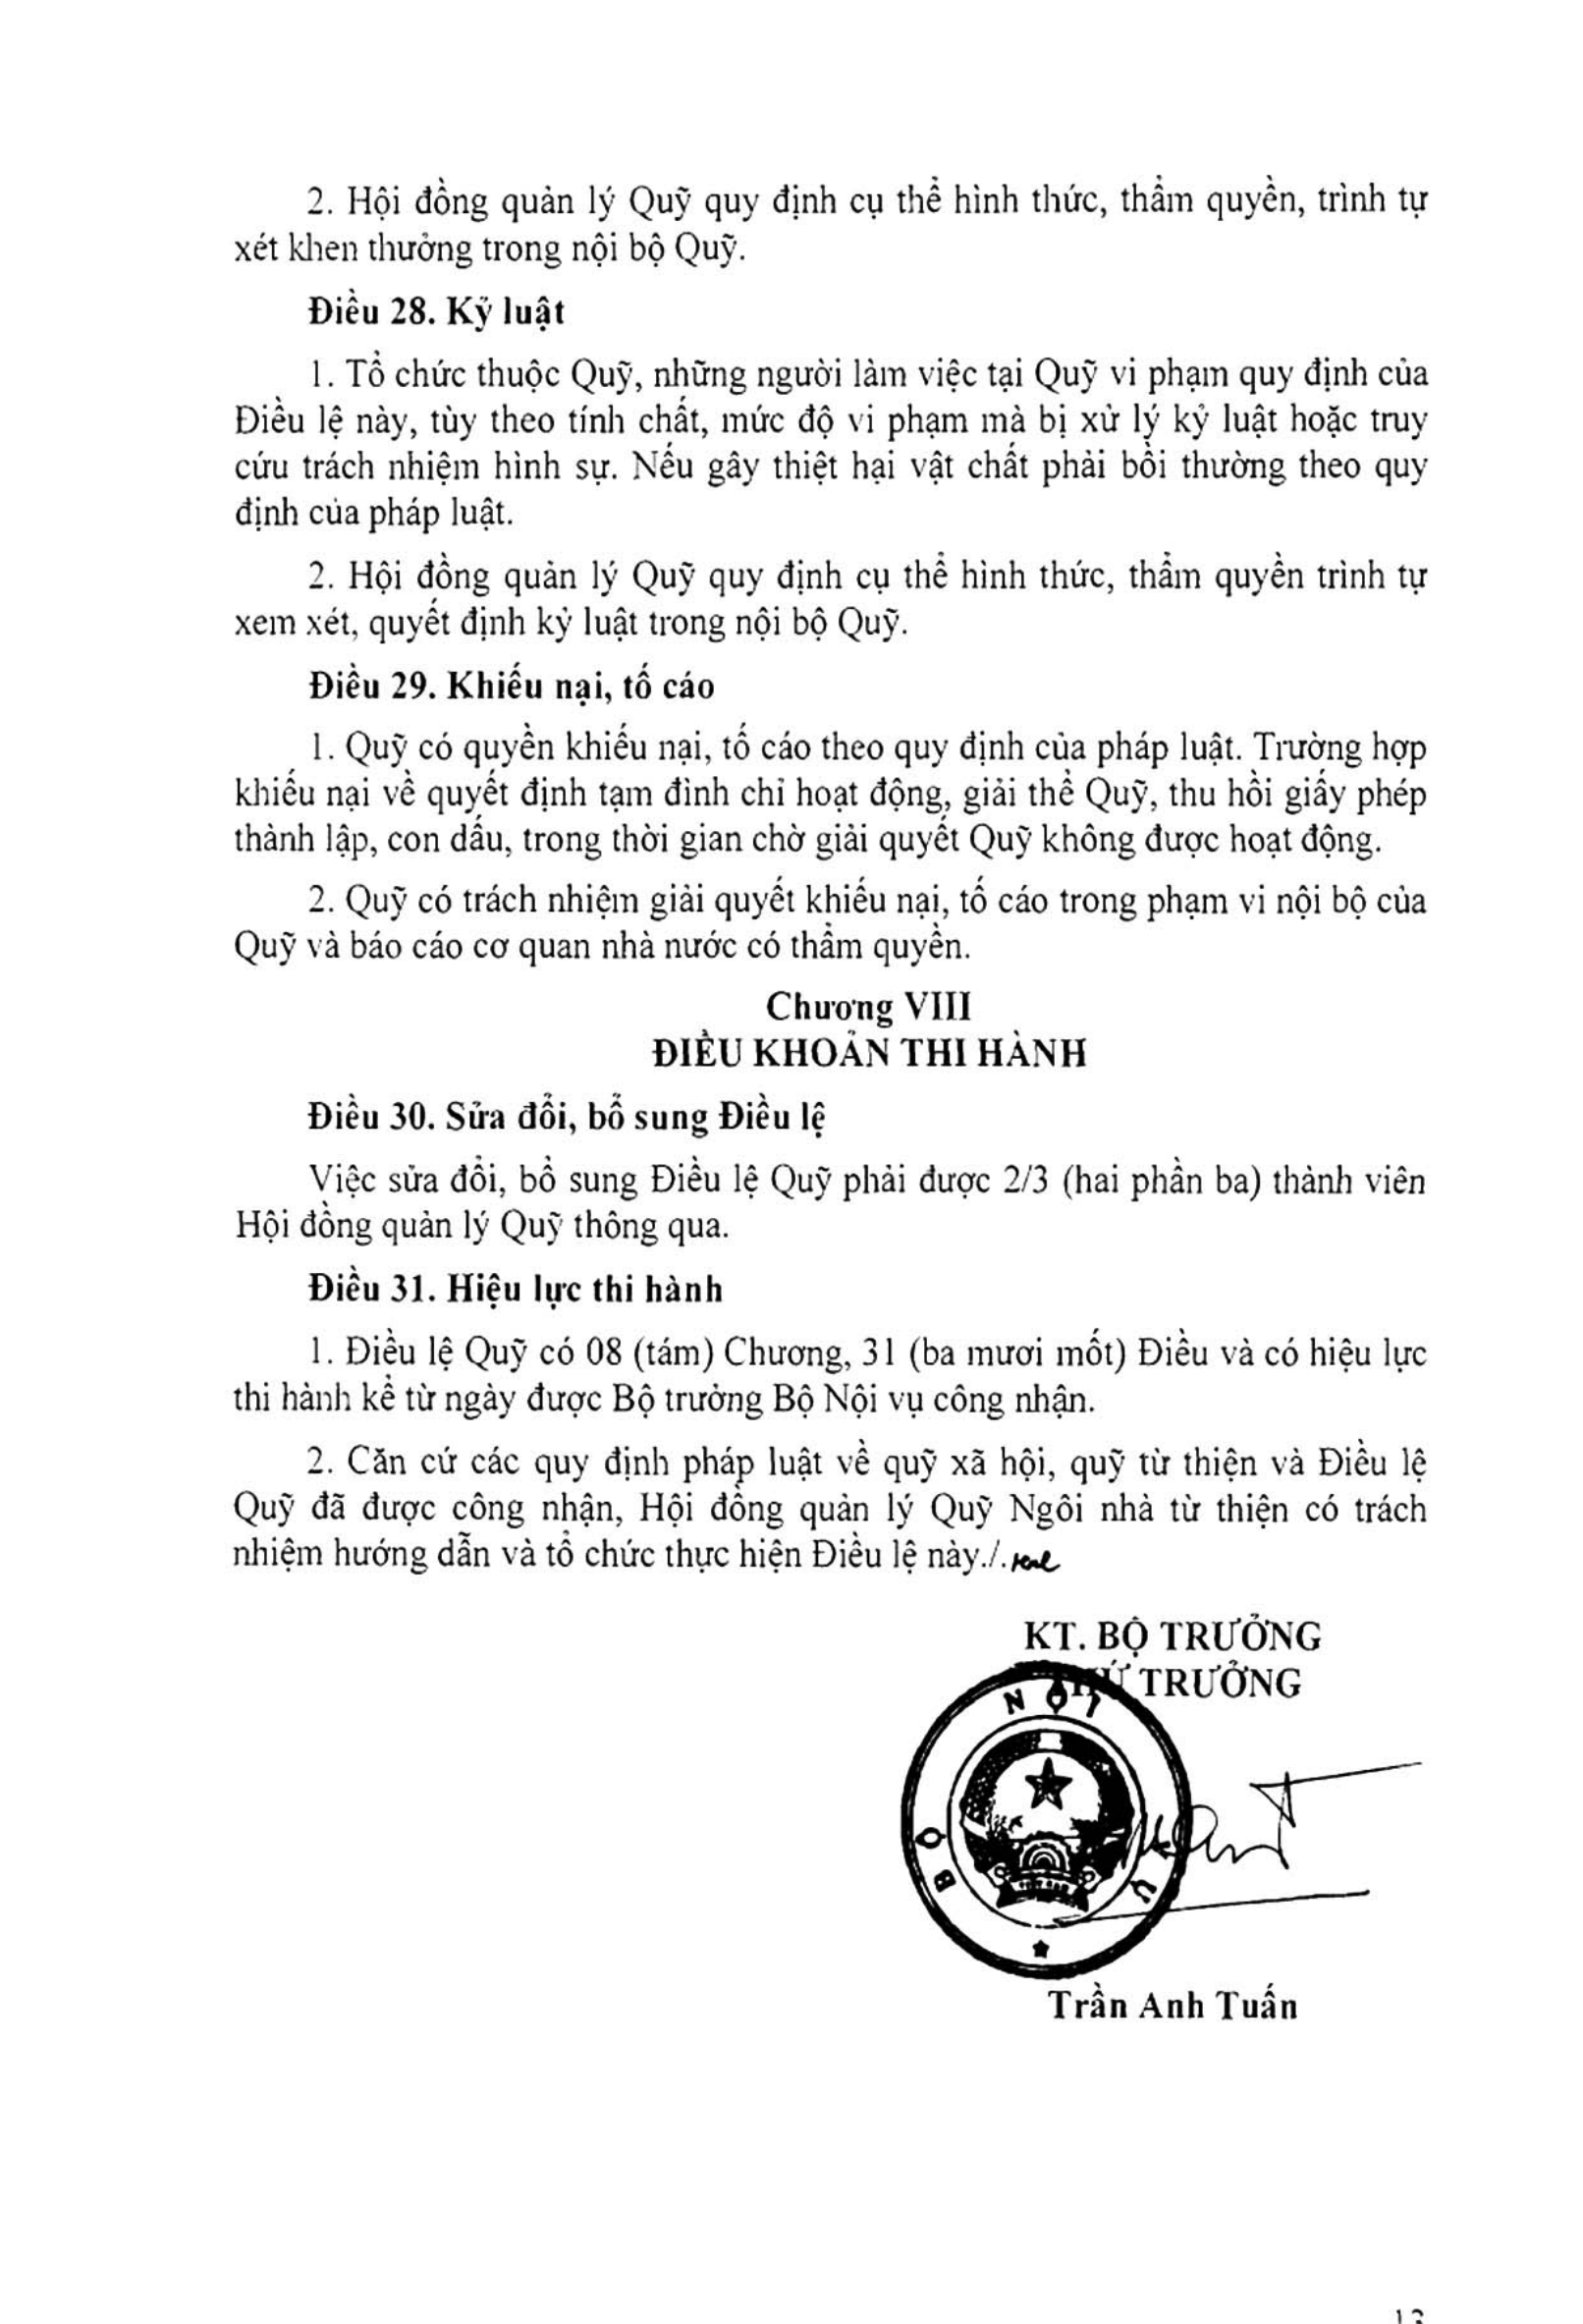 2. Hội đồng quản lý Quỹ quy định cụ thể hình thức, thẩm quyền, trình tự
xét khen thưởng trong nội bộ Quỹ.
Điều 28. Kỷ luật
1. Tổ chức thuộc Quỹ, những người làm việc tại Quỹ vi phạm quy định của
Điều lệ này, tùy theo tính chất, mức độ vi phạm mà bị xử lý kỷ luật hoặc truy
cứu trách nhiệm hình sự. Nếu gây thiệt hại vật chất phải bồi thường theo quy
định của pháp luật.
2. Hội đồng quản lý Quỹ quy định cụ thể hình thức, thẩm quyền trình tự
xem xét, quyết định kỷ luật trong nội bộ Quỹ.
Điều 29. Khiếu nại, tố cáo
1. Quỹ có quyền khiếu nại, tố cáo theo quy định của pháp luật. Trường hợp
khiếu nại về quyết định tạm đình chỉ hoạt động, giải thể Quỹ, thu hồi giấy phép
thành lập, con dấu, trong thời gian chờ giải quyết Quỹ không được hoạt động.
2. Quỹ có trách nhiệm giải quyết khiếu nại, tố cáo trong phạm vi nội bộ của
Quỹ và báo cáo cơ quan nhà nước có thẩm quyền.
Chương VIII
ĐIỀU KHOẢN THI HÀNH
Điều 30. Sửa đổi, bổ sung Điều lệ
Việc sửa đổi, bổ sung Điều lệ Quỹ phải được 2/3 (hai phần ba) thành viên
Hội đồng quản lý Quỹ thông qua.
Điều 31. Hiệu lực thi hành
1. Điều lệ Quỹ có 08 (tám) Chương, 31 (ba mươi mốt) Điều và có hiệu lực
thi hành kể từ ngày được Bộ trưởng Bộ Nội vụ công nhận.
2. Căn cứ các quy định pháp luật về quỹ xã hội, quỹ từ thiện và Điều lệ
Quỹ đã được công nhận, Hội đồng quản lý Quỹ Ngôi nhà từ thiện có trách
nhiệm hướng dẫn và tổ chức thực hiện Điều lệ này./.
KT. BỘ TRƯỞNG
THỨ TRƯỞNG
BỘ NỘI VỤ
Trần Anh Tuấn
13